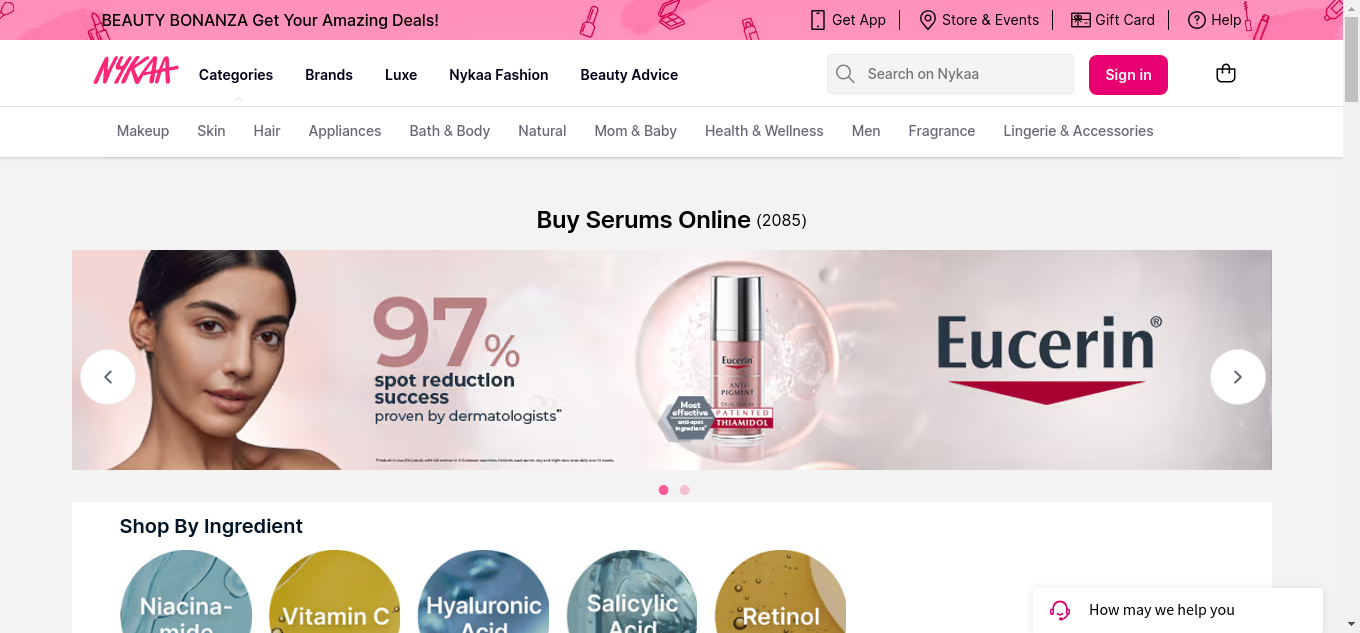 BEAUTY BONANZA Get Your Amazing Deals!
Get App
Store & Events
Gift Card
Help
NYKAA
Categories
Brands
Luxe
Nykaa Fashion
Beauty Advice
Search on Nykaa
Sign in
Makeup
Skin
Hair
Appliances
Bath & Body
Natural
Mom & Baby
Health & Wellness
Men
Fragrance
Lingerie & Accessories
Buy Serums Online (2085)
97%
spot reduction
success
proven by dermatologists
Eucerin
ANTI-
PIGMENT
DUAL SERUM
Most
effective
anti-spot
ingredient
PATENTED
THIAMIDOL
Eucerin®
Shop By Ingredient
Niacina-
mide
Vitamin C
Hyaluronic
Acid
Salicylic
Acid
Retinol
How may we help you